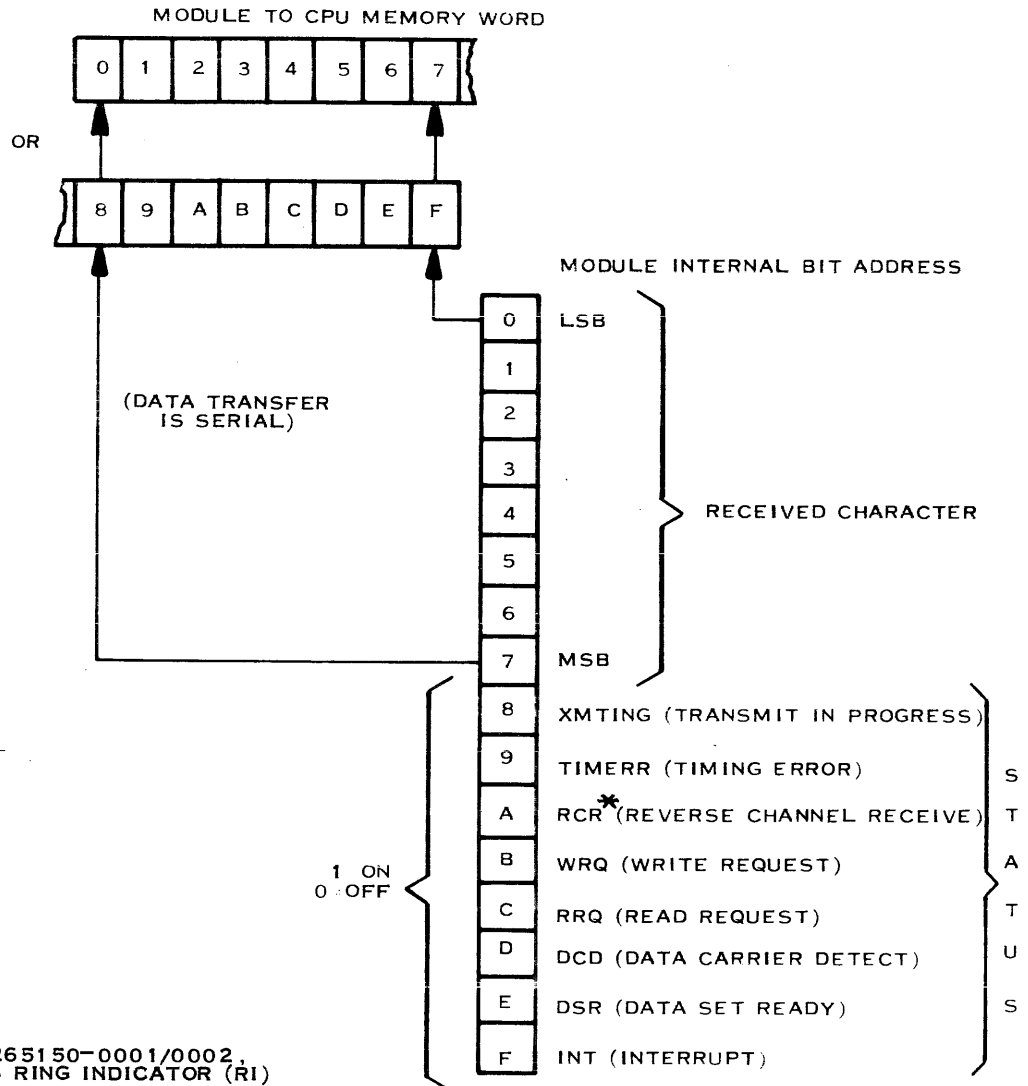 MODULE TO CPU MEMORY WORD
0 1 2 3 4 5 6 7
OR
8 9 A B C D E F
MODULE INTERNAL BIT ADDRESS
0 LSB
1
(DATA TRANSFER
IS SERIAL)
2
3
4
RECEIVED CHARACTER
5
6
7 MSB
8 XMTING (TRANSMIT IN PROGRESS)
9 TIMERR (TIMING ERROR)
A RCR* (REVERSE CHANNEL RECEIVE)
B WRQ (WRITE REQUEST)
1 ON
0 OFF
C RRQ (READ REQUEST)
D DCD (DATA CARRIER DETECT)
E DSR (DATA SET READY)
F INT (INTERRUPT)
STATUS
265150-0001/0002,
RING INDICATOR (RI)